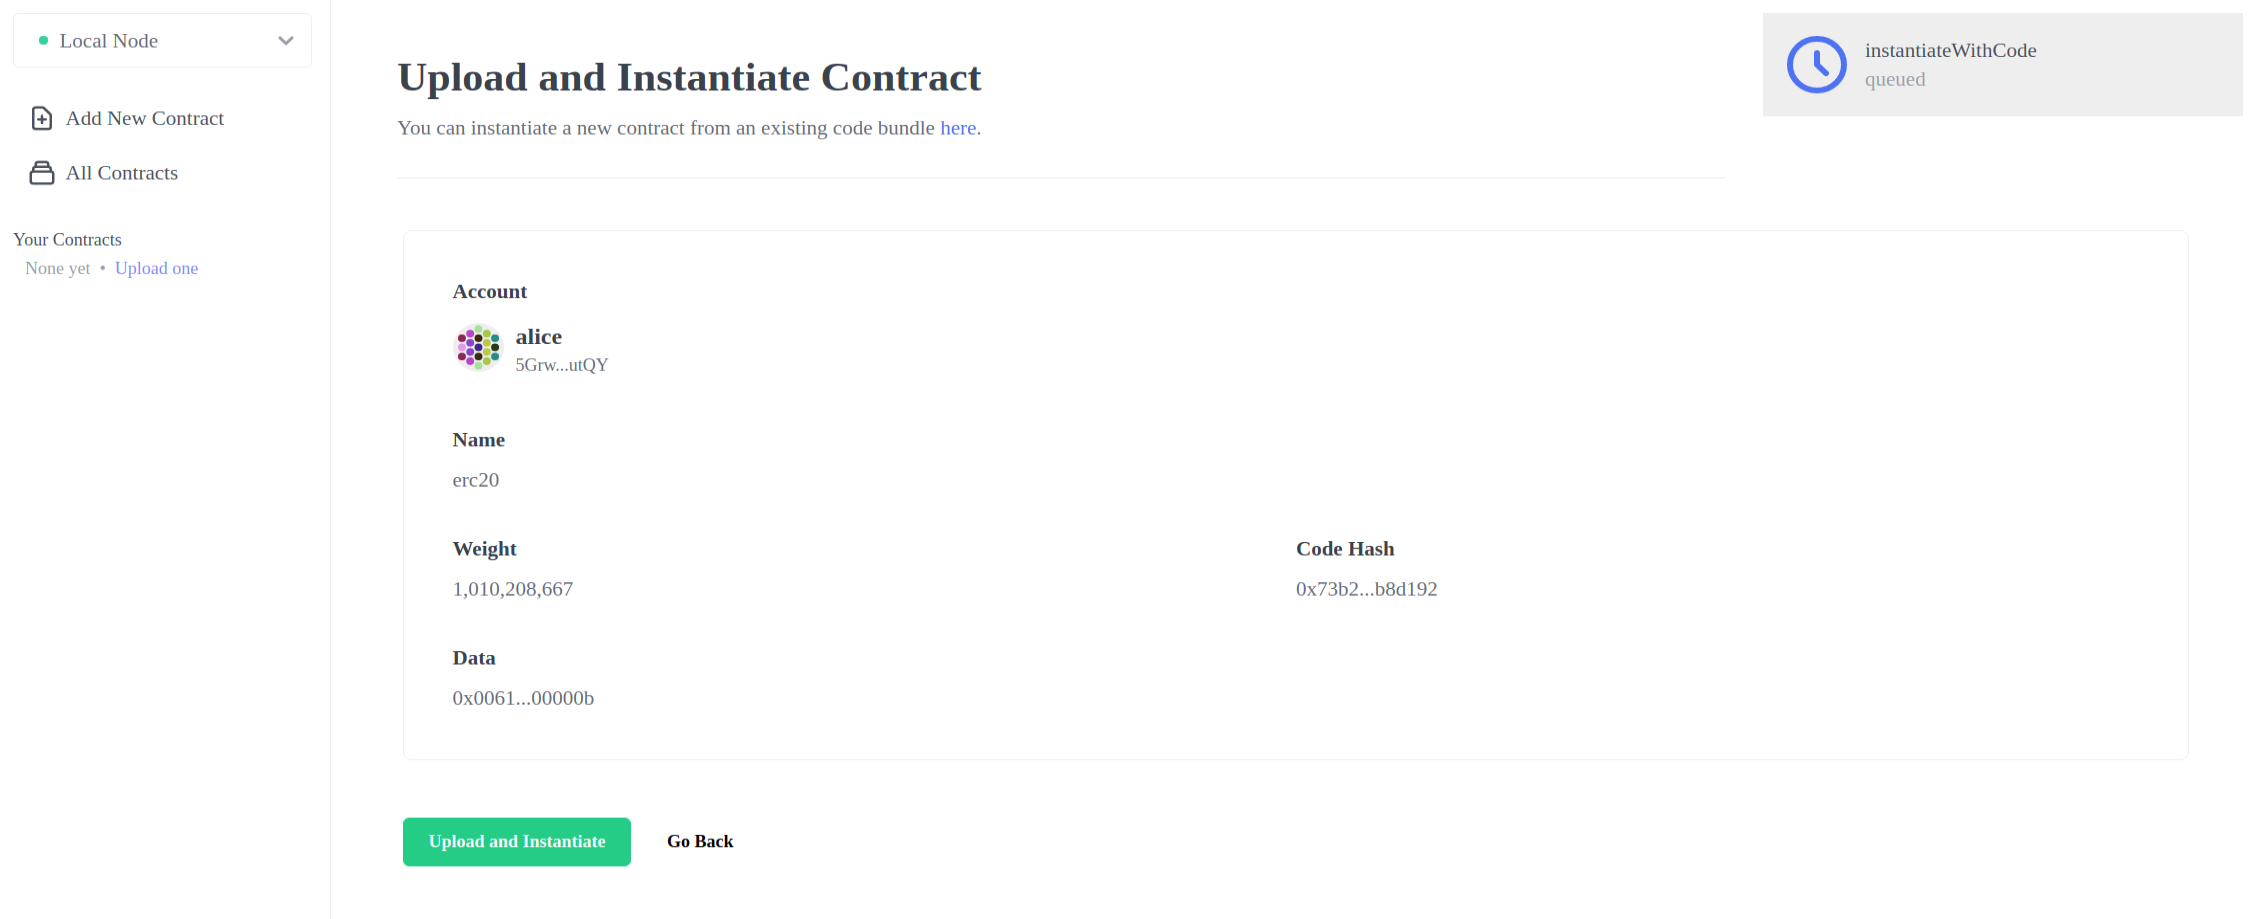 Local Node
Add New Contract
All Contracts
Your Contracts
None yet • Upload one
Upload and Instantiate Contract
You can instantiate a new contract from an existing code bundle here.
instantiateWithCode
queued
Account
alice
5Grw...utQY
Name
erc20
Weight
1,010,208,667
Code Hash
0x73b2...b8d192
Data
0x0061...00000b
Upload and Instantiate
Go Back